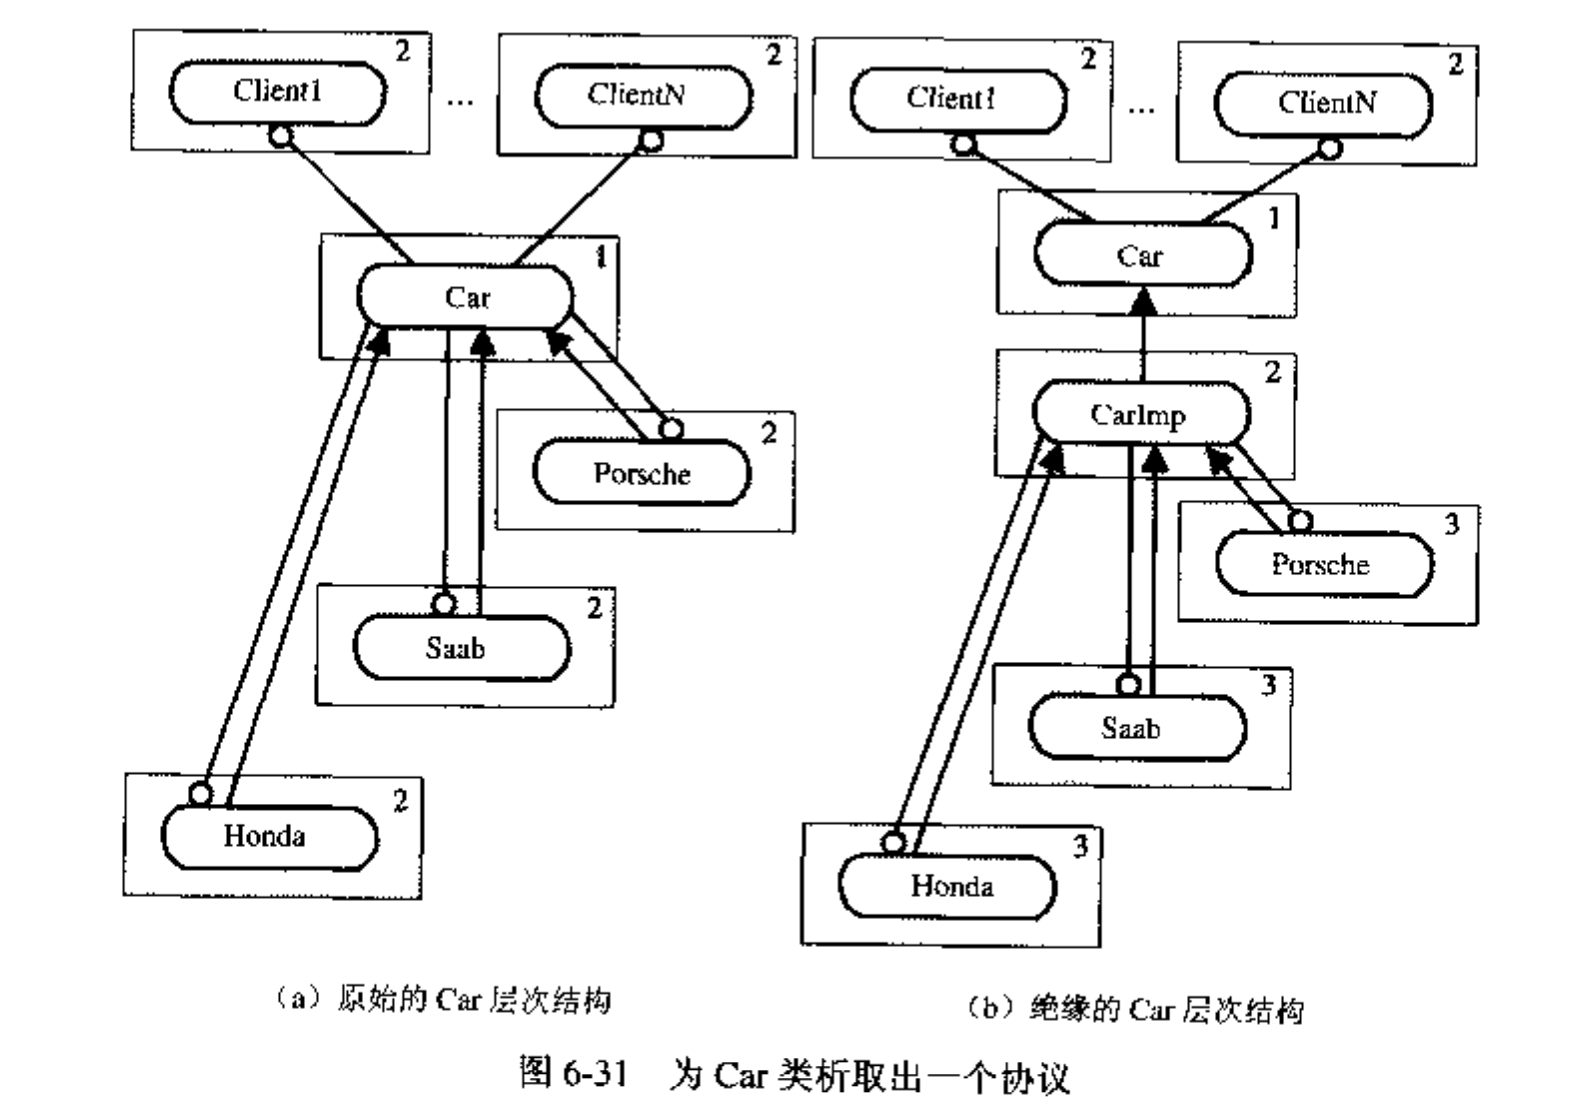 2
Client1
...
2
ClientN
2
Client1
...
2
ClientN
1
Car
2
Porsche
2
Saab
2
Honda
1
Car
2
CarImp
3
Porsche
3
Saab
3
Honda
（a）原始的 Car 层次结构
（b）绝缘的 Car 层次结构
图 6-31 为 Car 类析取出一个协议